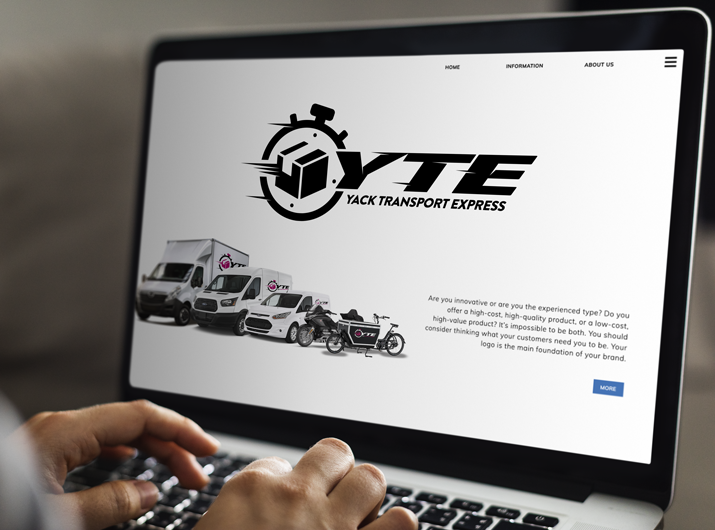 HOME INFORMATION ABOUT US
YTE
YACK TRANSPORT EXPRESS
YTE
YTE
YTE
YTE
Are you innovative or are you the experienced type? Do you
offer a high-cost, high-quality product, or a low-cost,
high-value product? It's impossible to be both. You should
consider thinking what your customers need you to be. Your
logo is the main foundation of your brand.
MORE